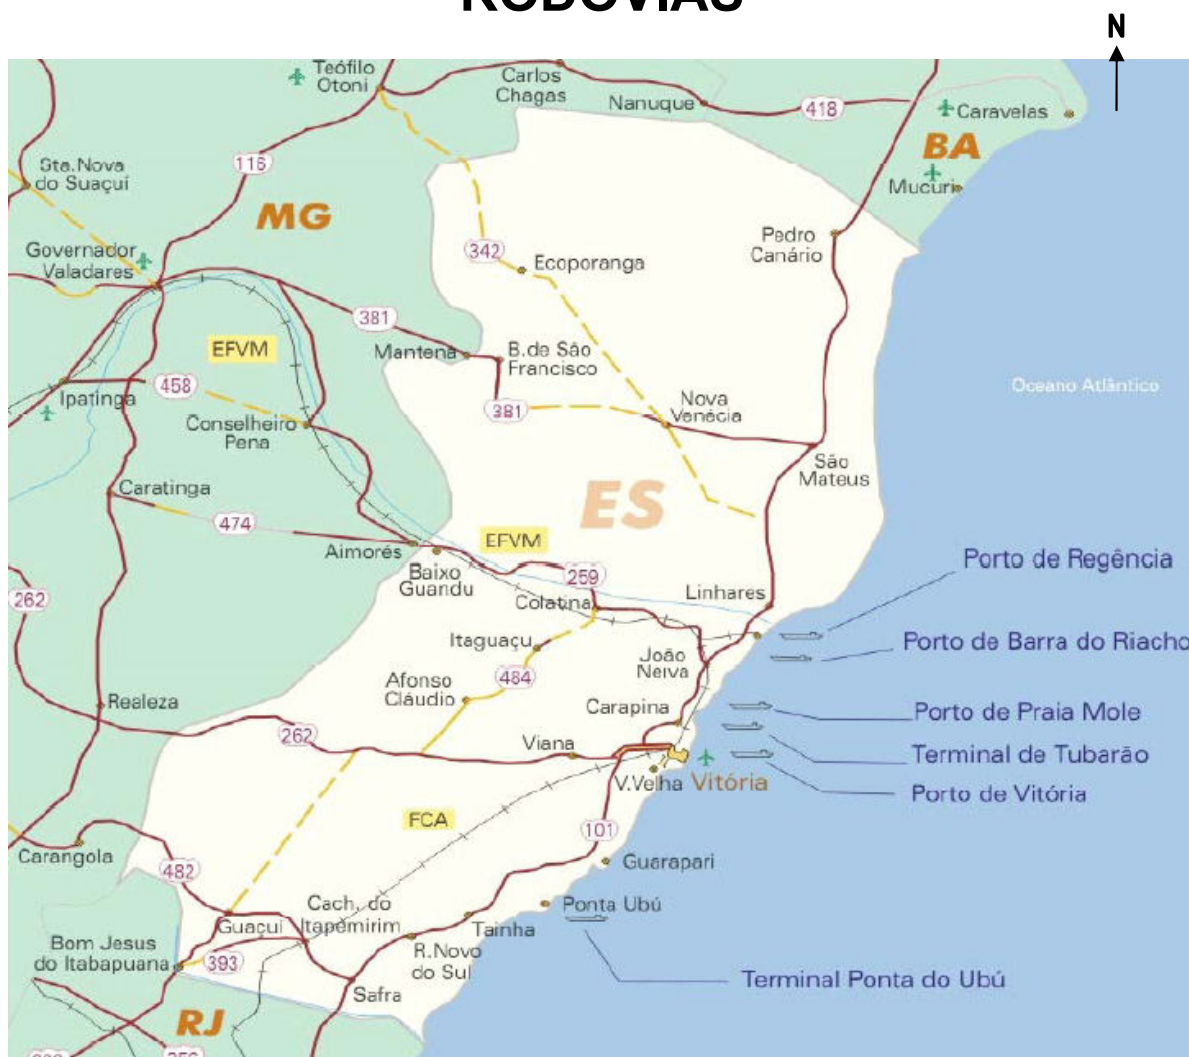 RODOVIAS
N
Teófilo
Otoni
Carlos
Chagas
Nanuque
418
Caravelas
BA
Mucuri
116
Sta.Nova
do Suaçuí
MG
Governador
Valadares
342
Ecoporanga
Pedro
Canário
381
EFVM
Mantena
B.de São
Francisco
Oceano Atlântico
458
Ipatinga
381
Nova
Venécia
Conselheiro
Pena
São
Mateus
Caratinga
ES
474
EFVM
Aimorés
Baixo
Guandu
259
Porto de Regência
262
Colatina
Linhares
Itaguaçu
Porto de Barra do Riacho
João
Neiva
484
Afonso
Cláudio
Realeza
Carapina
Porto de Praia Mole
262
Viana
Terminal de Tubarão
V.Velha
Vitória
Porto de Vitória
FCA
101
Carangola
Guarapari
482
Cach. do
Itapemirim
Ponta Ubú
Guaçuí
Tainha
Bom Jesus
do Itabapuana
393
R.Novo
do Sul
Terminal Ponta do Ubú
Safra
RJ